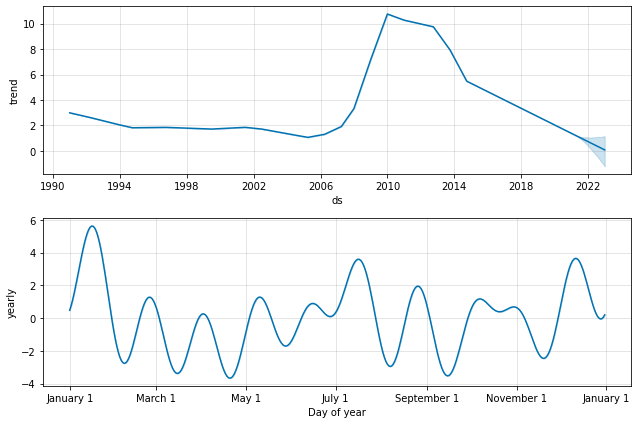 10
8
6
4
2
0
trend
1990 1994 1998 2002 2006 2010 2014 2018 2022
ds
6
4
2
0
−2
−4
yearly
January 1 March 1 May 1 July 1 September 1 November 1 January 1
Day of year